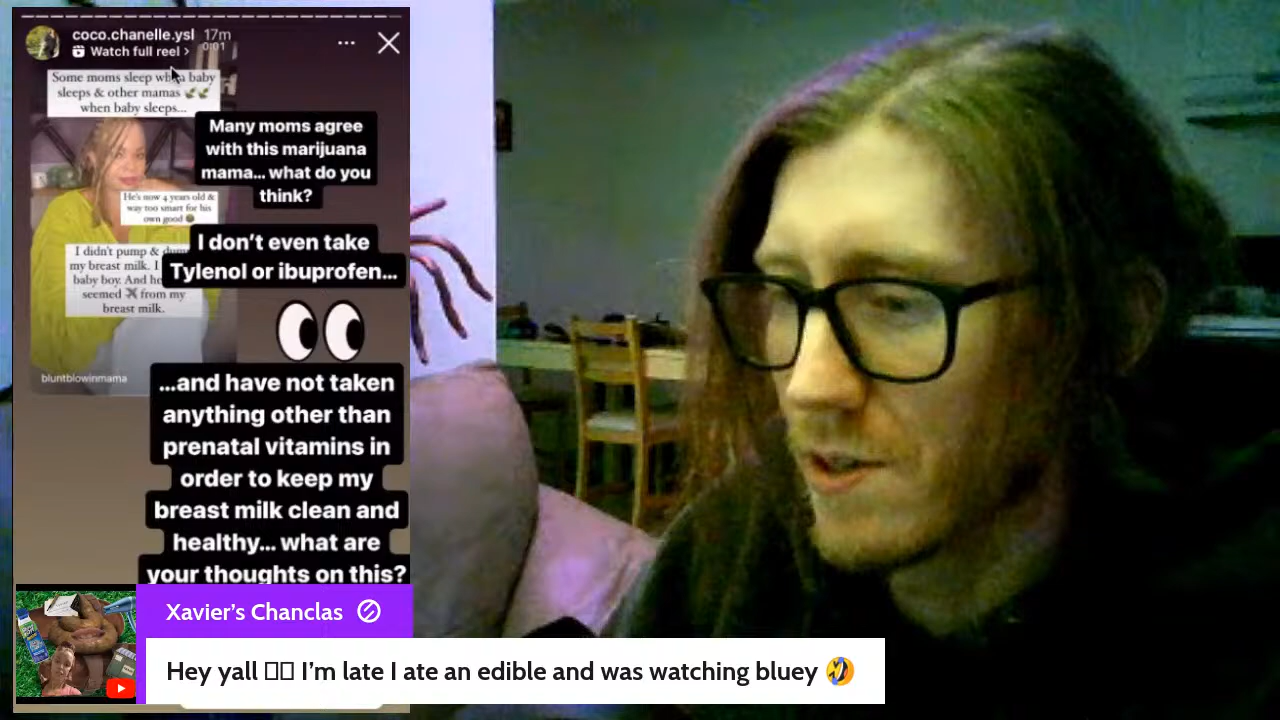 coco.chanelle.ysl 17m
Watch full reel >
0:01
Some moms sleep when baby
sleeps & other mamas 🌿🌿
when baby sleeps...
Many moms agree
with this marijuana
mama... what do you
think?
He's now 4 years old &
way too smart for his
own good
I don't even take
Tylenol or ibuprofen...
I didn't pump &
my breast milk. I
baby boy. And he
seemed ✈️ from my
breast milk.
👀
bluntblowinmama
...and have not taken
anything other than
prenatal vitamins in
order to keep my
breast milk clean and
healthy... what are
your thoughts on this?
Xavier's Chanclas
Hey yall ▯▯ I'm late I ate an edible and was watching bluey 🤣